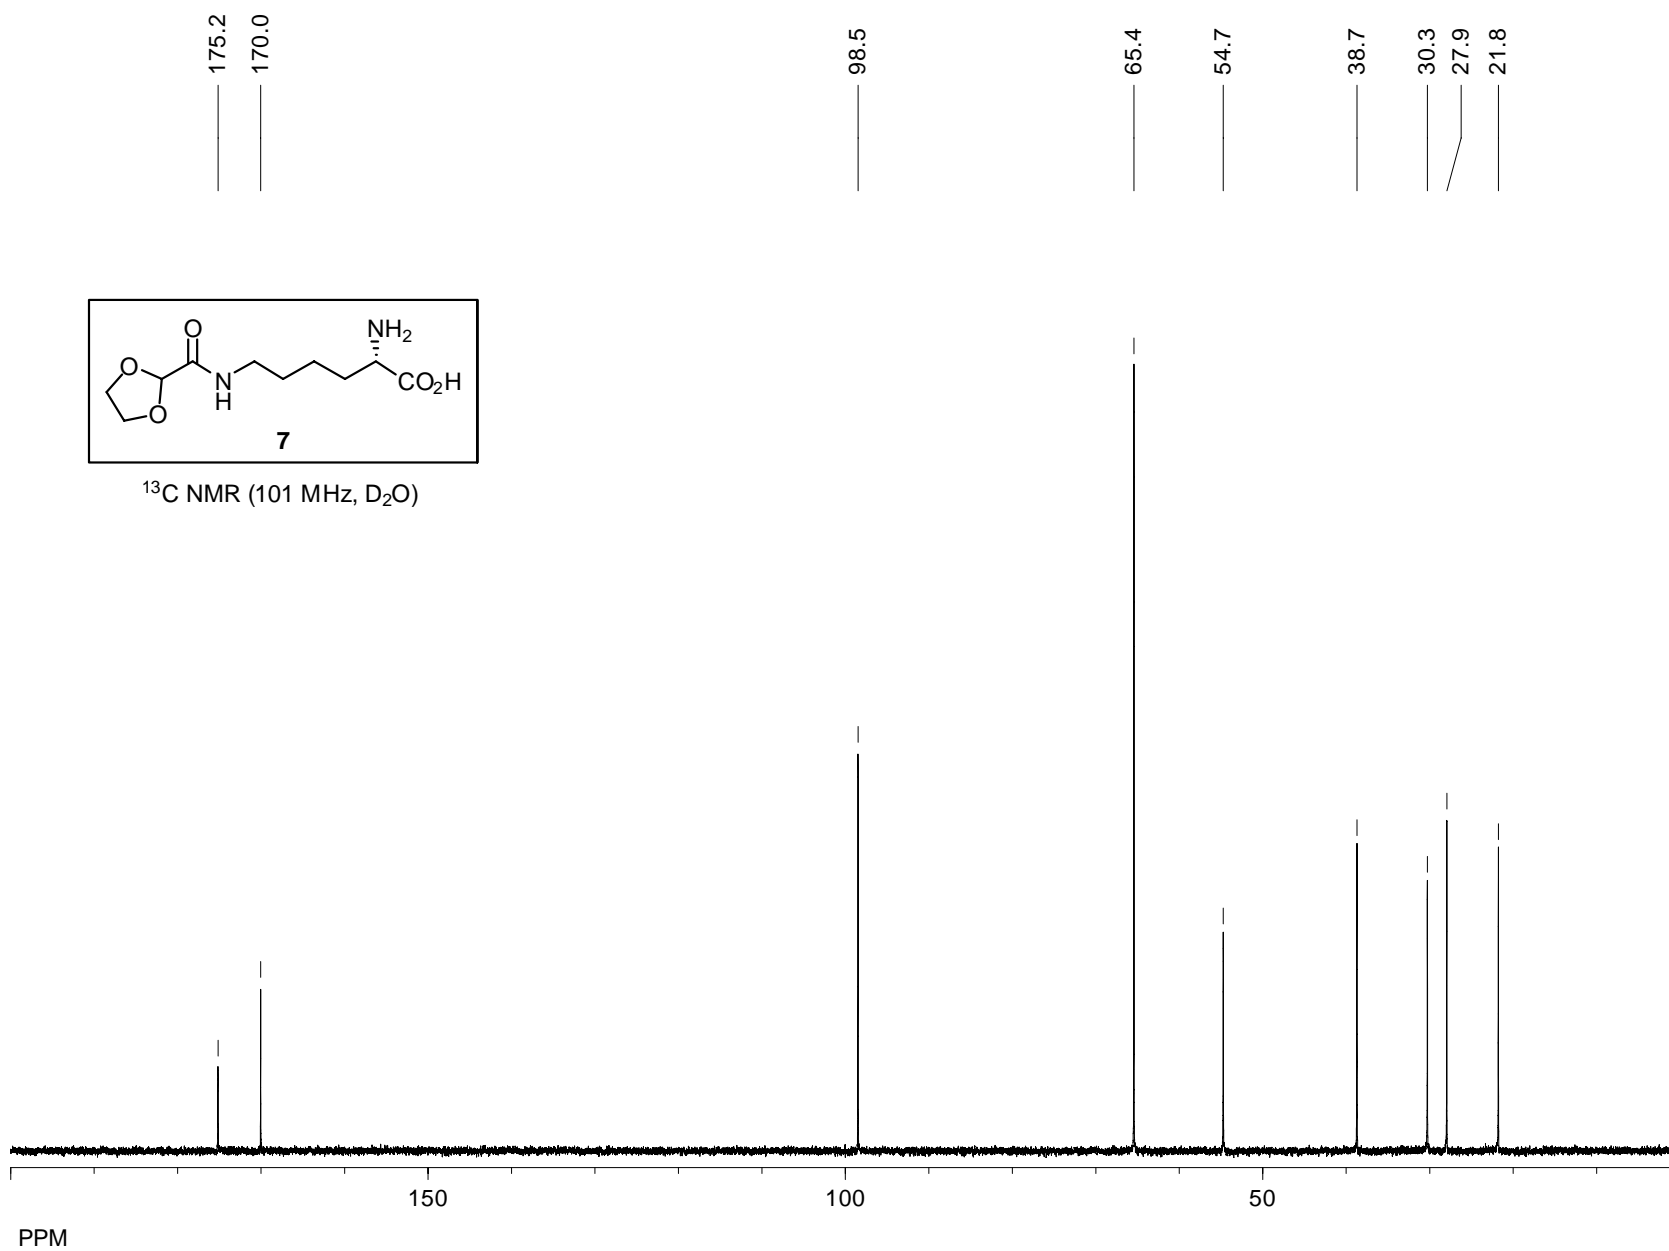 175.2
170.0
98.5
65.4
54.7
38.7
30.3
27.9
21.8
O
NH₂
O
N
H
CO₂H
O
7
¹³C NMR (101 MHz, D₂O)
150
100
50
PPM